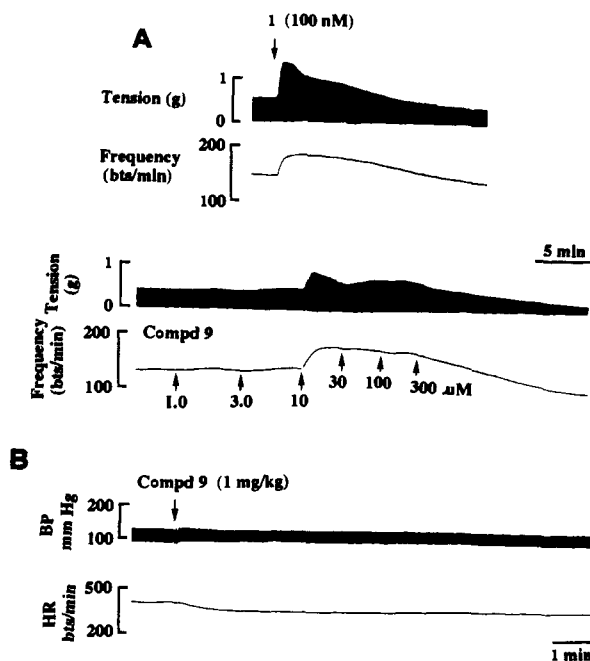 A
1 (100 nM)
Tension (g)
1
0
Frequency
(bts/min)
200
100
5 min
Tension
(g)
1
0
Frequency
(bts/min)
200
100
Compd 9
1.0
3.0
10
30
100
300 .uM
B
Compd 9 (1 mg/kg)
BP
mm Hg
200
100
HR
bts/min
500
200
1 min